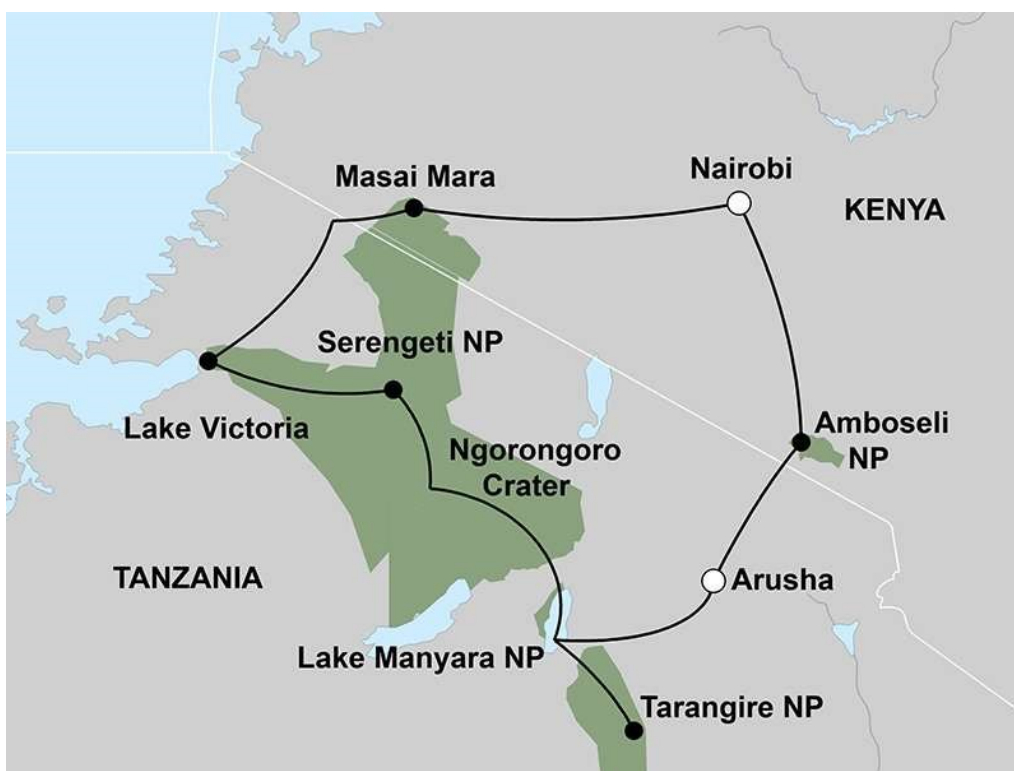 Masai Mara
Nairobi
KENYA
Serengeti NP
Lake Victoria
Amboseli
NP
Ngorongoro
Crater
TANZANIA
Arusha
Lake Manyara NP
Tarangire NP